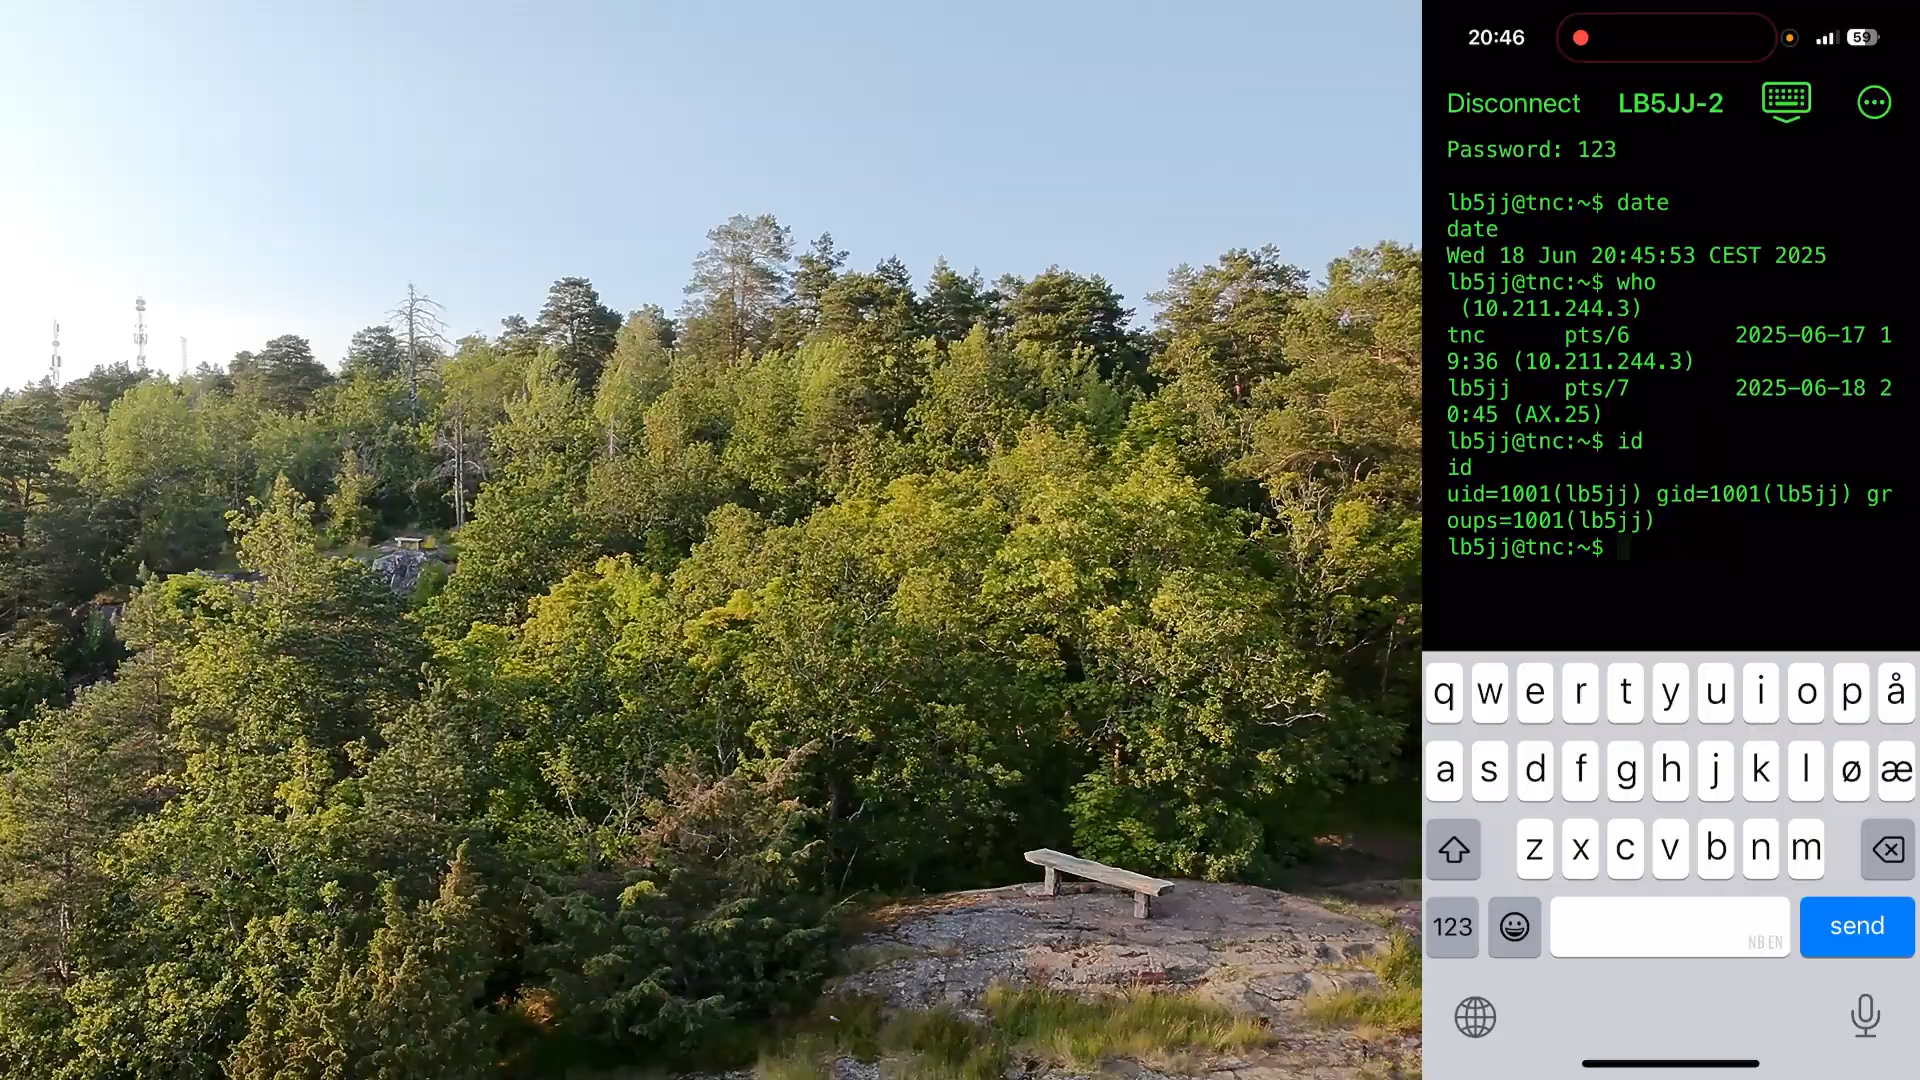 20:46
59
Disconnect LB5JJ-2
Password: 123
lb5jj@tnc:~$ date
date
Wed 18 Jun 20:45:53 CEST 2025
lb5jj@tnc:~$ who
(10.211.244.3)
tnc pts/6 2025-06-17 1
9:36 (10.211.244.3)
lb5jj pts/7 2025-06-18 2
0:45 (AX.25)
lb5jj@tnc:~$ id
id
uid=1001(lb5jj) gid=1001(lb5jj) gr
oups=1001(lb5jj)
lb5jj@tnc:~$
q w e r t y u i o p å
a s d f g h j k l ø æ
z x c v b n m
123 NB EN send